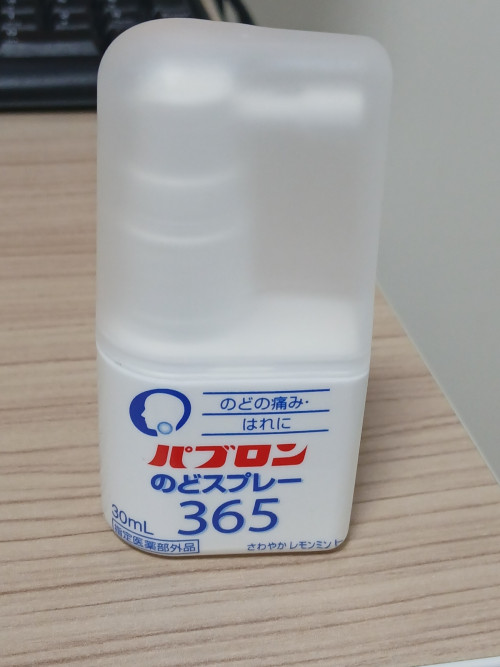 のどの痛み・
はれに
パブロン
のどスプレー
365
30mL
指定医薬部外品
さわやか レモンミント